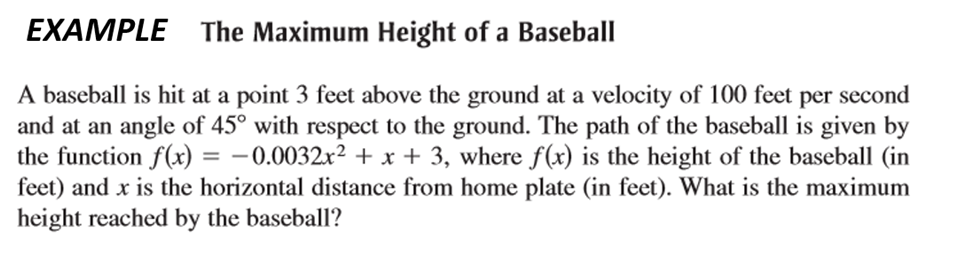 EXAMPLE The Maximum Height of a Baseball
A baseball is hit at a point 3 feet above the ground at a velocity of 100 feet per second
and at an angle of 45° with respect to the ground. The path of the baseball is given by
the function f(x) = −0.0032x² + x + 3, where f(x) is the height of the baseball (in
feet) and x is the horizontal distance from home plate (in feet). What is the maximum
height reached by the baseball?